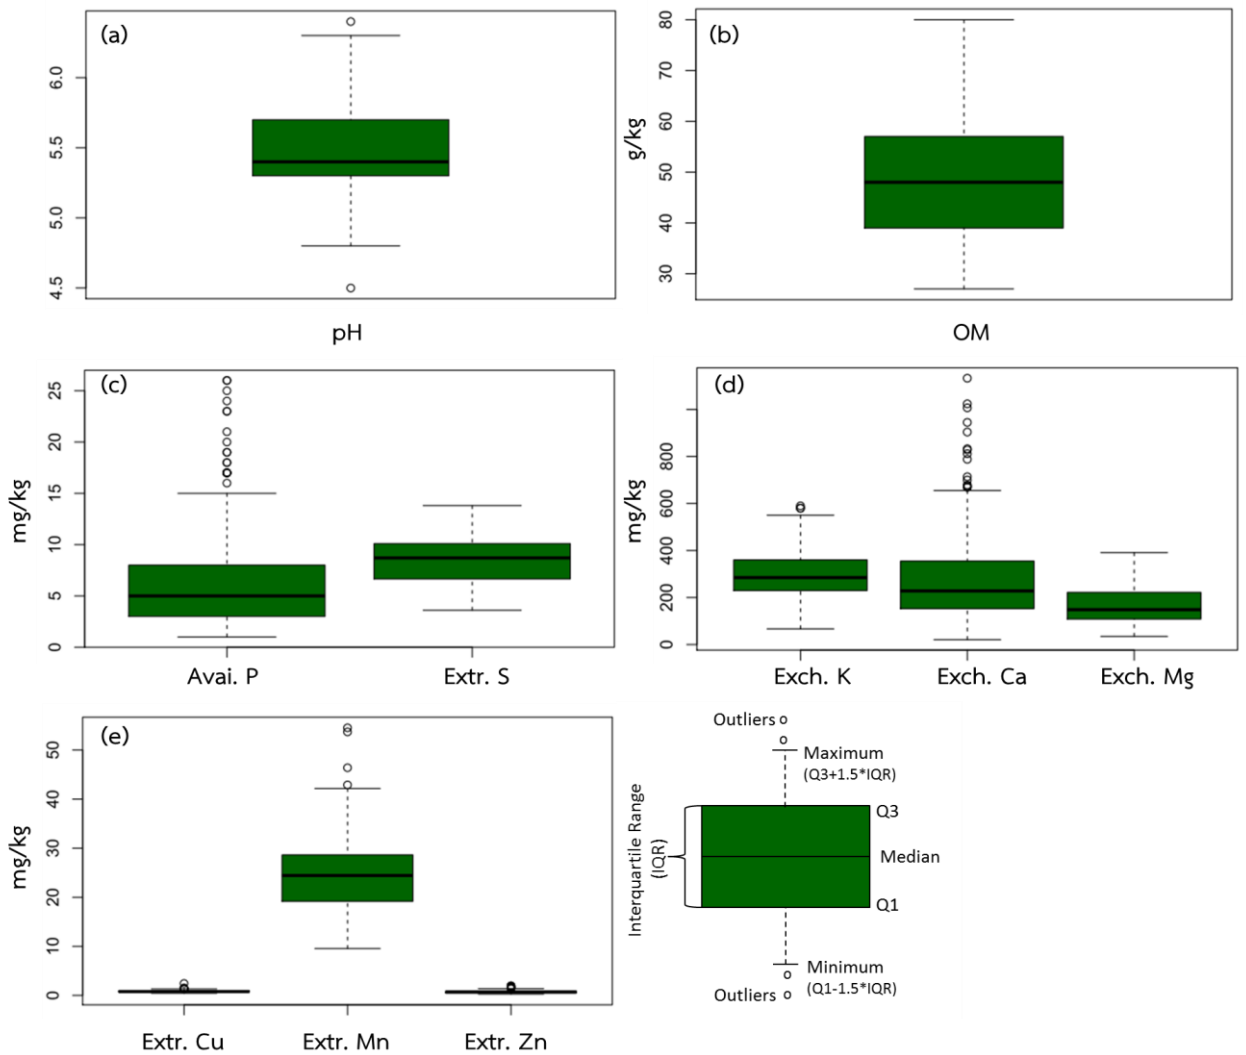 (a)
6.0
5.5
5.0
4.5
pH
(b)
g/kg
80
70
60
50
40
30
OM
(c)
mg/kg
25
20
15
10
5
0
Avai. P Extr. S
(d)
mg/kg
800
600
400
200
0
Exch. K Exch. Ca Exch. Mg
(e)
mg/kg
50
40
30
20
10
0
Extr. Cu Extr. Mn Extr. Zn
Outliers
Maximum
(Q3+1.5*IQR)
Q3
Interquartile Range
(IQR)
Median
Q1
Minimum
(Q1-1.5*IQR)
Outliers